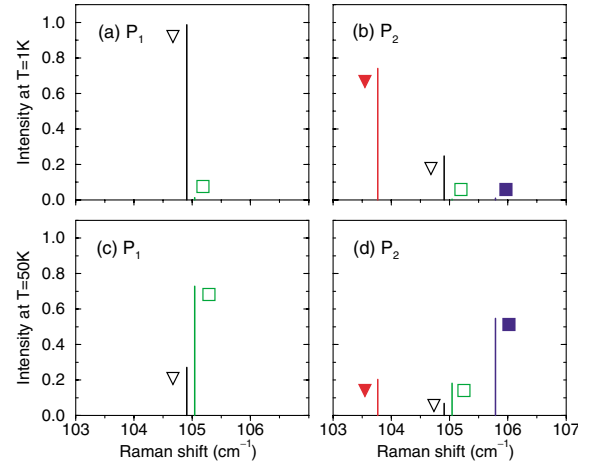 Intensity at T=1K
1.0
0.8
0.6
0.4
0.2
0.0
(a) P₁
(b) P₂
Intensity at T=50K
1.0
0.8
0.6
0.4
0.2
0.0
(c) P₁
(d) P₂
103 104 105 106 103 104 105 106 107
Raman shift (cm⁻¹) Raman shift (cm⁻¹)